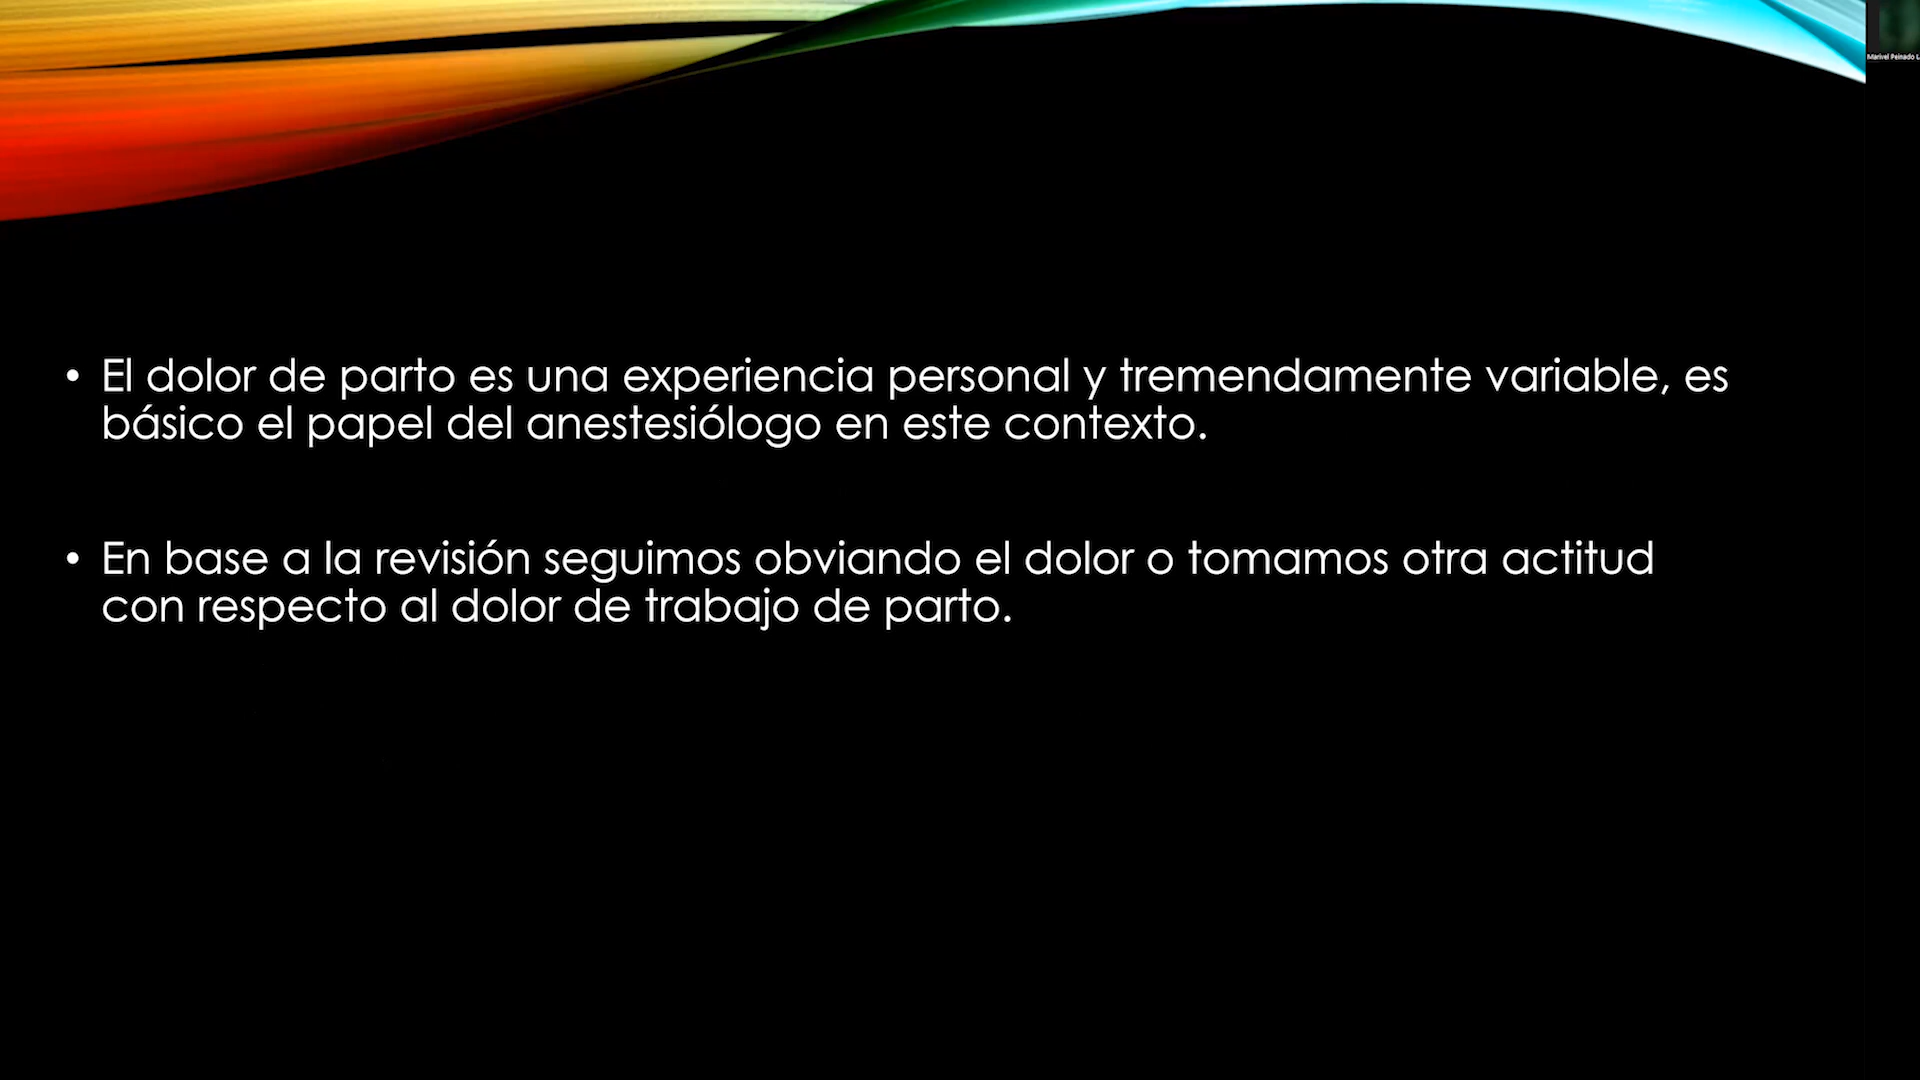 Marivel Peinado L
• El dolor de parto es una experiencia personal y tremendamente variable, es
básico el papel del anestesiólogo en este contexto.
• En base a la revisión seguimos obviando el dolor o tomamos otra actitud
con respecto al dolor de trabajo de parto.